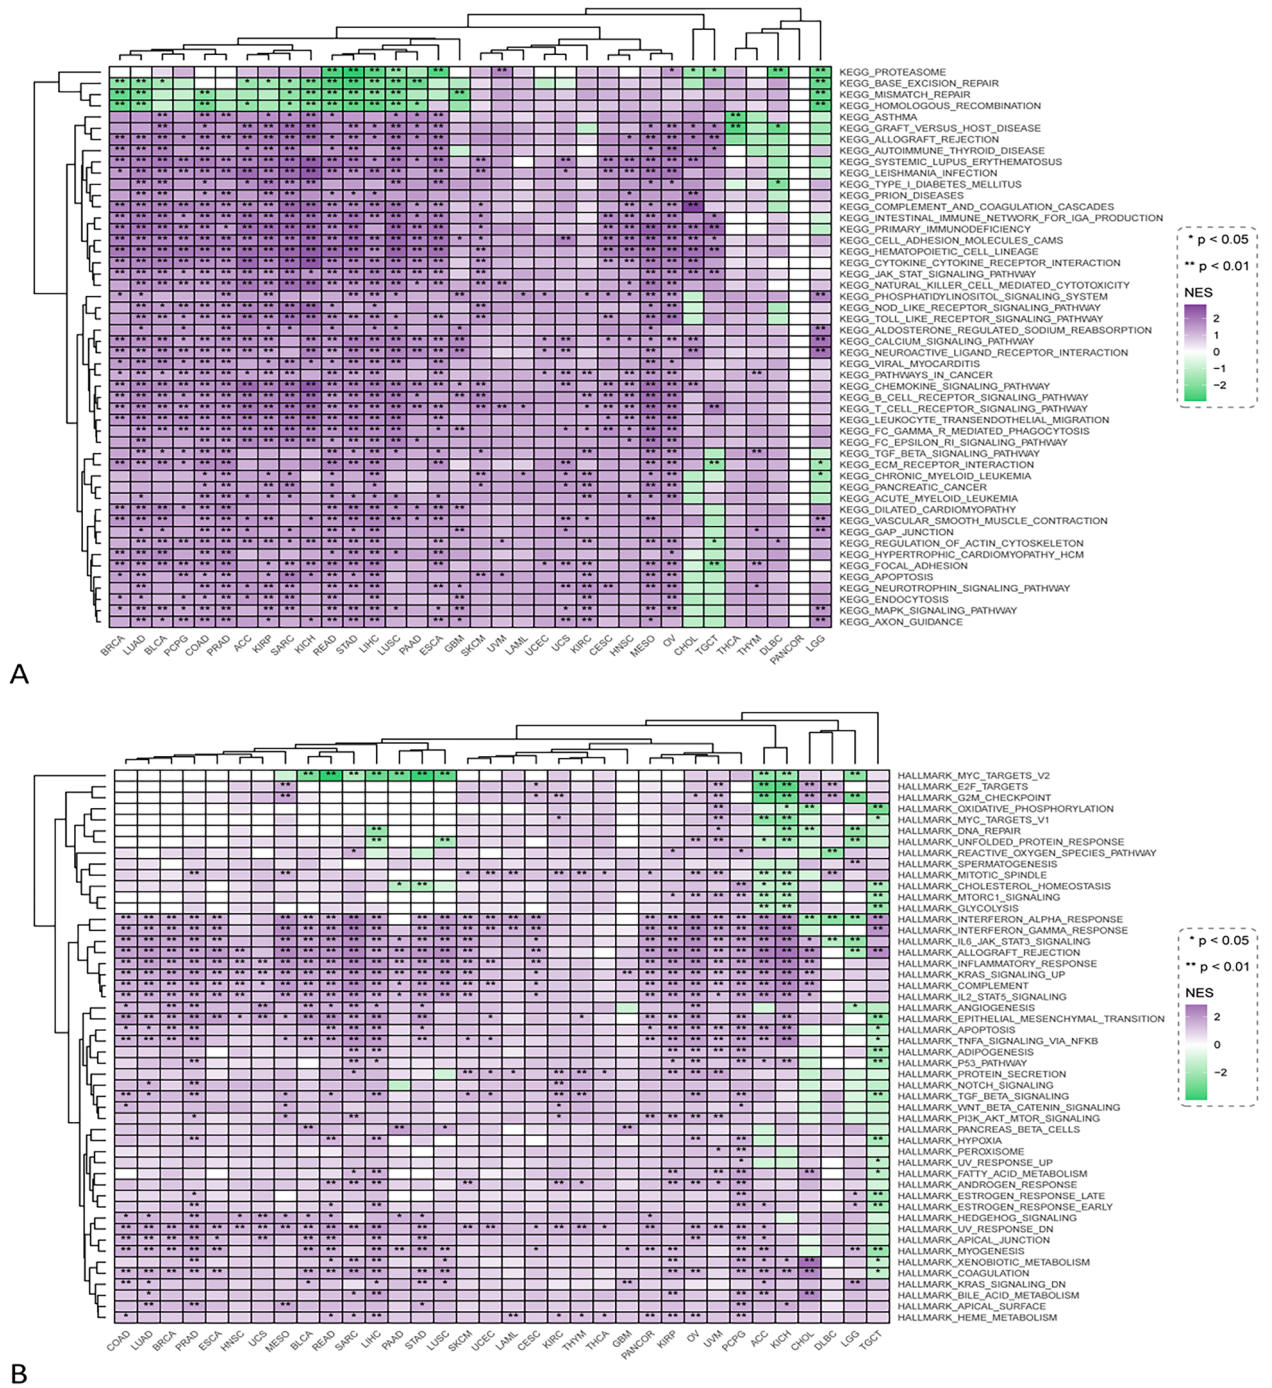 KEGG_PROTEASOME
KEGG_BASE_EXCISION_REPAIR
KEGG_MISMATCH_REPAIR
KEGG_HOMOLOGOUS_RECOMBINATION
KEGG_ASTHMA
KEGG_GRAFT_VERSUS_HOST_DISEASE
KEGG_ALLOGRAFT_REJECTION
KEGG_AUTOIMMUNE_THYROID_DISEASE
KEGG_SYSTEMIC_LUPUS_ERYTHEMATOSUS
KEGG_LEISHMANIA_INFECTION
KEGG_TYPE_I_DIABETES_MELLITUS
KEGG_PRION_DISEASES
KEGG_COMPLEMENT_AND_COAGULATION_CASCADES
KEGG_INTESTINAL_IMMUNE_NETWORK_FOR_IGA_PRODUCTION
KEGG_PRIMARY_IMMUNODEFICIENCY
KEGG_CELL_ADHESION_MOLECULES_CAMS
KEGG_HEMATOPOIETIC_CELL_LINEAGE
KEGG_CYTOKINE_CYTOKINE_RECEPTOR_INTERACTION
KEGG_JAK_STAT_SIGNALING_PATHWAY
KEGG_NATURAL_KILLER_CELL_MEDIATED_CYTOTOXICITY
KEGG_PHOSPHATIDYLINOSITOL_SIGNALING_SYSTEM
KEGG_NOD_LIKE_RECEPTOR_SIGNALING_PATHWAY
KEGG_TOLL_LIKE_RECEPTOR_SIGNALING_PATHWAY
KEGG_ALDOSTERONE_REGULATED_SODIUM_REABSORPTION
KEGG_CALCIUM_SIGNALING_PATHWAY
KEGG_NEUROACTIVE_LIGAND_RECEPTOR_INTERACTION
KEGG_VIRAL_MYOCARDITIS
KEGG_PATHWAYS_IN_CANCER
KEGG_CHEMOKINE_SIGNALING_PATHWAY
KEGG_B_CELL_RECEPTOR_SIGNALING_PATHWAY
KEGG_T_CELL_RECEPTOR_SIGNALING_PATHWAY
KEGG_LEUKOCYTE_TRANSENDOTHELIAL_MIGRATION
KEGG_FC_GAMMA_R_MEDIATED_PHAGOCYTOSIS
KEGG_FC_EPSILON_RI_SIGNALING_PATHWAY
KEGG_TGF_BETA_SIGNALING_PATHWAY
KEGG_ECM_RECEPTOR_INTERACTION
KEGG_CHRONIC_MYELOID_LEUKEMIA
KEGG_PANCREATIC_CANCER
KEGG_ACUTE_MYELOID_LEUKEMIA
KEGG_DILATED_CARDIOMYOPATHY
KEGG_VASCULAR_SMOOTH_MUSCLE_CONTRACTION
KEGG_GAP_JUNCTION
KEGG_REGULATION_OF_ACTIN_CYTOSKELETON
KEGG_HYPERTROPHIC_CARDIOMYOPATHY_HCM
KEGG_FOCAL_ADHESION
KEGG_APOPTOSIS
KEGG_NEUROTROPHIN_SIGNALING_PATHWAY
KEGG_ENDOCYTOSIS
KEGG_MAPK_SIGNALING_PATHWAY
KEGG_AXON_GUIDANCE
* p < 0.05
** p < 0.01
NES
2
1
0
−1
−2
BRCA LUAD BLCA PCPG COAD PRAD ACC KIRP SARC KICH READ STAD LIHC LUSC PAAD ESCA GBM SKCM UVM LAML UCEC UCS KIRC CESC HNSC MESO OV CHOL TGCT THCA THYM DLBC PANCOR LGG
A
HALLMARK_MYC_TARGETS_V2
HALLMARK_E2F_TARGETS
HALLMARK_G2M_CHECKPOINT
HALLMARK_OXIDATIVE_PHOSPHORYLATION
HALLMARK_MYC_TARGETS_V1
HALLMARK_DNA_REPAIR
HALLMARK_UNFOLDED_PROTEIN_RESPONSE
HALLMARK_REACTIVE_OXYGEN_SPECIES_PATHWAY
HALLMARK_SPERMATOGENESIS
HALLMARK_MITOTIC_SPINDLE
HALLMARK_CHOLESTEROL_HOMEOSTASIS
HALLMARK_MTORC1_SIGNALING
HALLMARK_GLYCOLYSIS
HALLMARK_INTERFERON_ALPHA_RESPONSE
HALLMARK_INTERFERON_GAMMA_RESPONSE
HALLMARK_IL6_JAK_STAT3_SIGNALING
HALLMARK_ALLOGRAFT_REJECTION
HALLMARK_INFLAMMATORY_RESPONSE
HALLMARK_KRAS_SIGNALING_UP
HALLMARK_COMPLEMENT
HALLMARK_IL2_STAT5_SIGNALING
HALLMARK_ANGIOGENESIS
HALLMARK_EPITHELIAL_MESENCHYMAL_TRANSITION
HALLMARK_APOPTOSIS
HALLMARK_TNFA_SIGNALING_VIA_NFKB
HALLMARK_ADIPOGENESIS
HALLMARK_P53_PATHWAY
HALLMARK_PROTEIN_SECRETION
HALLMARK_NOTCH_SIGNALING
HALLMARK_TGF_BETA_SIGNALING
HALLMARK_WNT_BETA_CATENIN_SIGNALING
HALLMARK_PI3K_AKT_MTOR_SIGNALING
HALLMARK_PANCREAS_BETA_CELLS
HALLMARK_HYPOXIA
HALLMARK_PEROXISOME
HALLMARK_UV_RESPONSE_UP
HALLMARK_FATTY_ACID_METABOLISM
HALLMARK_ANDROGEN_RESPONSE
HALLMARK_ESTROGEN_RESPONSE_LATE
HALLMARK_ESTROGEN_RESPONSE_EARLY
HALLMARK_HEDGEHOG_SIGNALING
HALLMARK_UV_RESPONSE_DN
HALLMARK_APICAL_JUNCTION
HALLMARK_MYOGENESIS
HALLMARK_XENOBIOTIC_METABOLISM
HALLMARK_COAGULATION
HALLMARK_KRAS_SIGNALING_DN
HALLMARK_BILE_ACID_METABOLISM
HALLMARK_APICAL_SURFACE
HALLMARK_HEME_METABOLISM
* p < 0.05
** p < 0.01
NES
2
0
−2
COAD LUAD BRCA PRAD ESCA HNSC UCS MESO BLCA READ SARC LIHC PAAD STAD LUSC SKCM UCEC LAML CESC KIRC THYM THCA GBM PANCOR KIRP OV UVM PCPG ACC KICH CHOL DLBC LGG TGCT
B